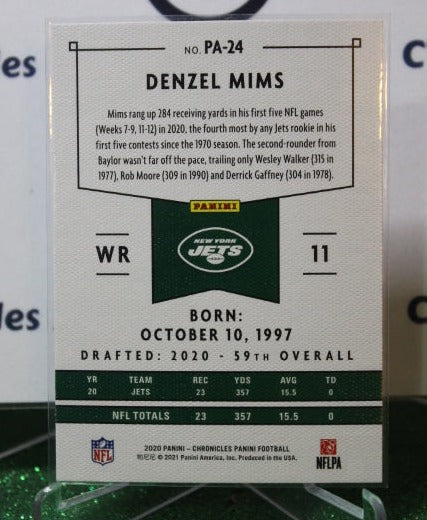 NO. PA-24
DENZEL MIMS
Mims rang up 284 receiving yards in his first five NFL games
(Weeks 7-9, 11-12) in 2020, the fourth most by any Jets rookie in his
first five contests since the 1970 season. The second-rounder from
Baylor wasn't far off the pace, trailing only Wesley Walker (315 in
1977), Rob Moore (309 in 1990) and Derrick Gaffney (304 in 1978).
PANINI
WR
NEW YORK
JETS
11
BORN:
OCTOBER 10, 1997
DRAFTED: 2020 - 59TH OVERALL
YR TEAM REC YDS AVG TD
20 JETS 23 357 15.5 0
NFL TOTALS 23 357 15.5 0
NFL
2020 PANINI – CHRONICLES PANINI FOOTBALL
© 2021 Panini America, Inc. Produced in the USA.
NFLPA